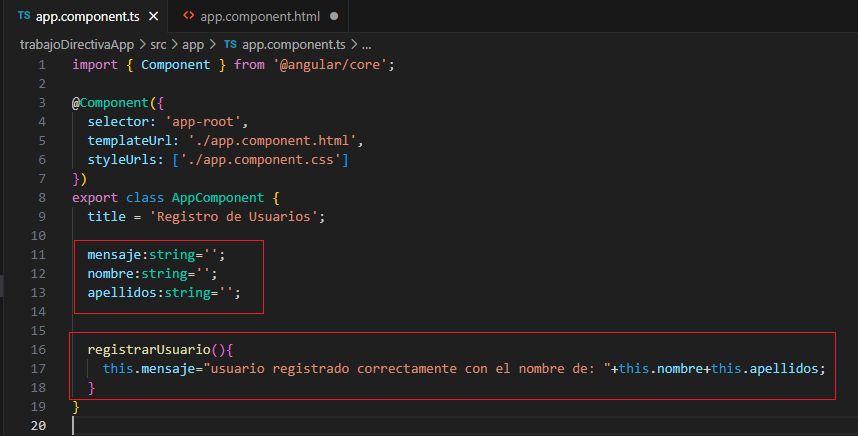 TS app.component.ts × <> app.component.html ●
trabajoDirectivaApp > src > app > TS app.component.ts > ...
1 import { Component } from '@angular/core';
2
3 @Component({
4   selector: 'app-root',
5   templateUrl: './app.component.html',
6   styleUrls: ['./app.component.css']
7 })
8 export class AppComponent {
9   title = 'Registro de Usuarios';
10
11   mensaje:string='';
12   nombre:string='';
13   apellidos:string='';
14
15
16   registrarUsuario(){
17     this.mensaje="usuario registrado correctamente con el nombre de: "+this.nombre+this.apellidos;
18   }
19 }
20